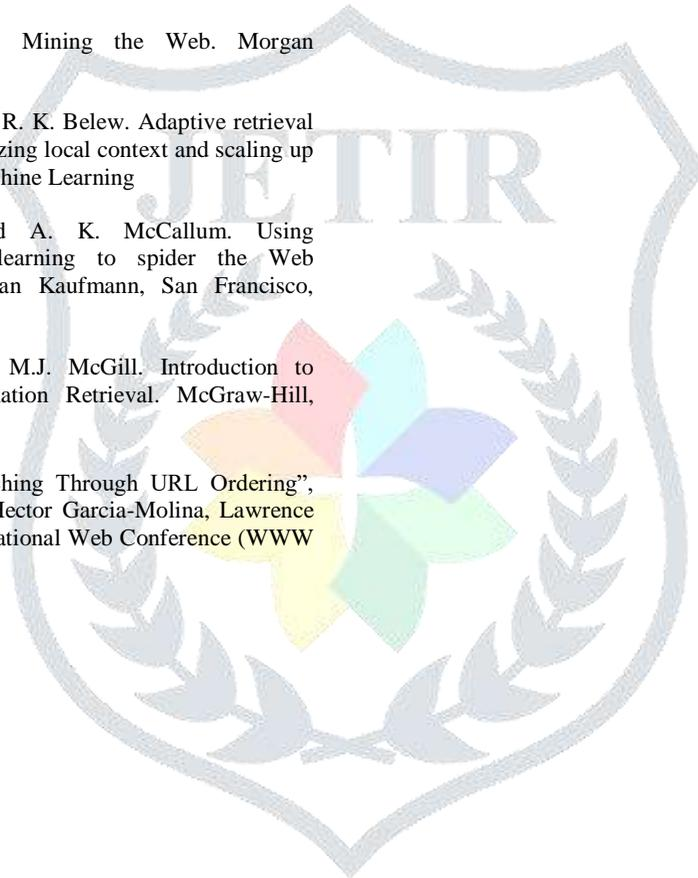 Mining the Web. Morgan
R. K. Belew. Adaptive retrieval
zing local context and scaling up
hine Learning
d A. K. McCallum. Using
learning to spider the Web
an Kaufmann, San Francisco,
M.J. McGill. Introduction to
ation Retrieval. McGraw-Hill,
hing Through URL Ordering”,
Hector Garcia-Molina, Lawrence
ational Web Conference (WWW
JETIR